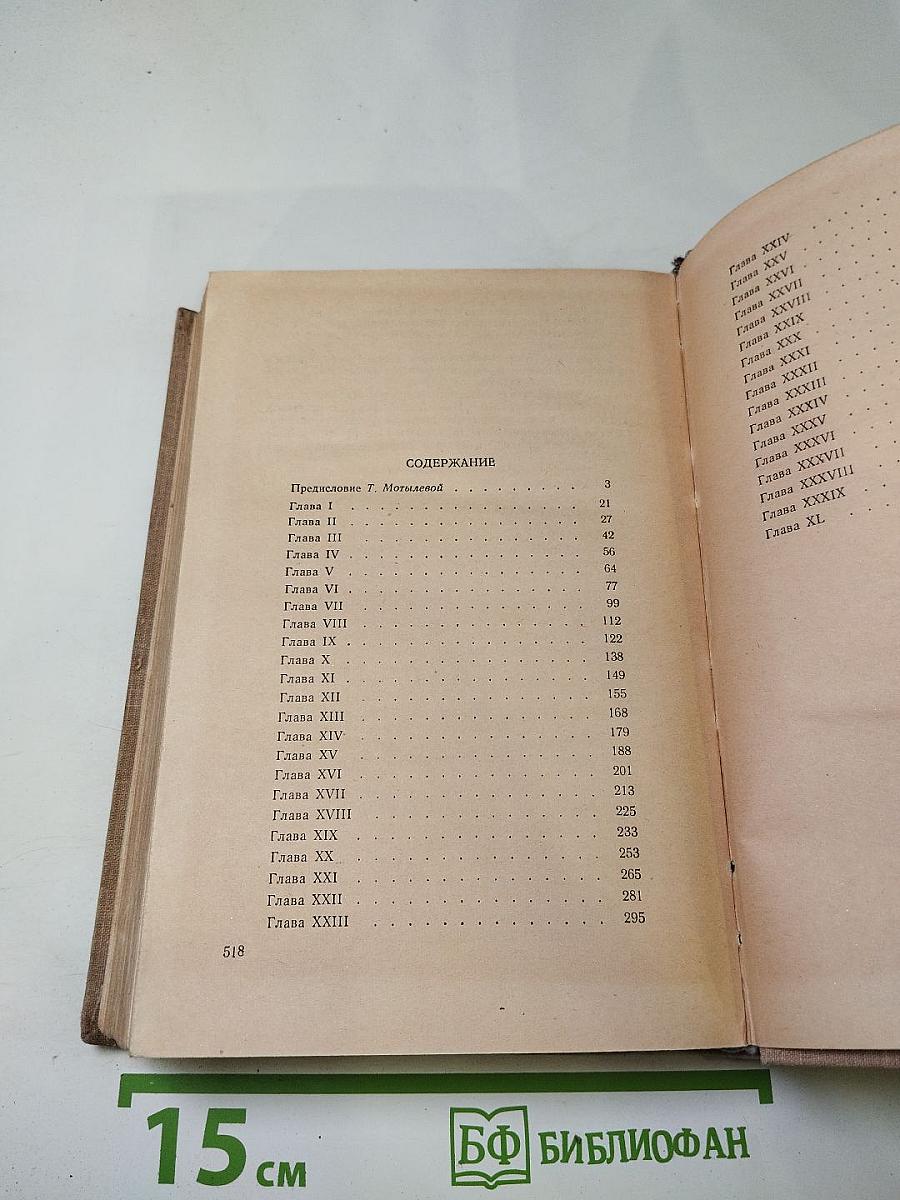 СОДЕРЖАНИЕ
Предисловие Т. Мотылевой . . . . . . . . . 3
Глава I . . . . . . . . . . . . . . 21
Глава II . . . . . . . . . . . . . 27
Глава III . . . . . . . . . . . . . 42
Глава IV . . . . . . . . . . . . . 56
Глава V . . . . . . . . . . . . . 64
Глава VI . . . . . . . . . . . . . 77
Глава VII . . . . . . . . . . . . . 99
Глава VIII . . . . . . . . . . . . . 112
Глава IX . . . . . . . . . . . . . 122
Глава X . . . . . . . . . . . . . 138
Глава XI . . . . . . . . . . . . . 149
Глава XII . . . . . . . . . . . . . 155
Глава XIII . . . . . . . . . . . . . 168
Глава XIV . . . . . . . . . . . . . 179
Глава XV . . . . . . . . . . . . . 188
Глава XVI . . . . . . . . . . . . . 201
Глава XVII . . . . . . . . . . . . . 213
Глава XVIII . . . . . . . . . . . . . 225
Глава XIX . . . . . . . . . . . . . 233
Глава XX . . . . . . . . . . . . . 253
Глава XXI . . . . . . . . . . . . . 265
Глава XXII . . . . . . . . . . . . . 281
Глава XXIII . . . . . . . . . . . . . 295
518
Глава XXIV
Глава XXV
Глава XXVI
Глава XXVII
Глава XXVIII
Глава XXIX
Глава XXX
Глава XXXI
Глава XXXII
Глава XXXIII
Глава XXXIV
Глава XXXV
Глава XXXVI
Глава XXXVII
Глава XXXVIII
Глава XXXIX
Глава XL
15 см
БФ БИБЛИОФАН